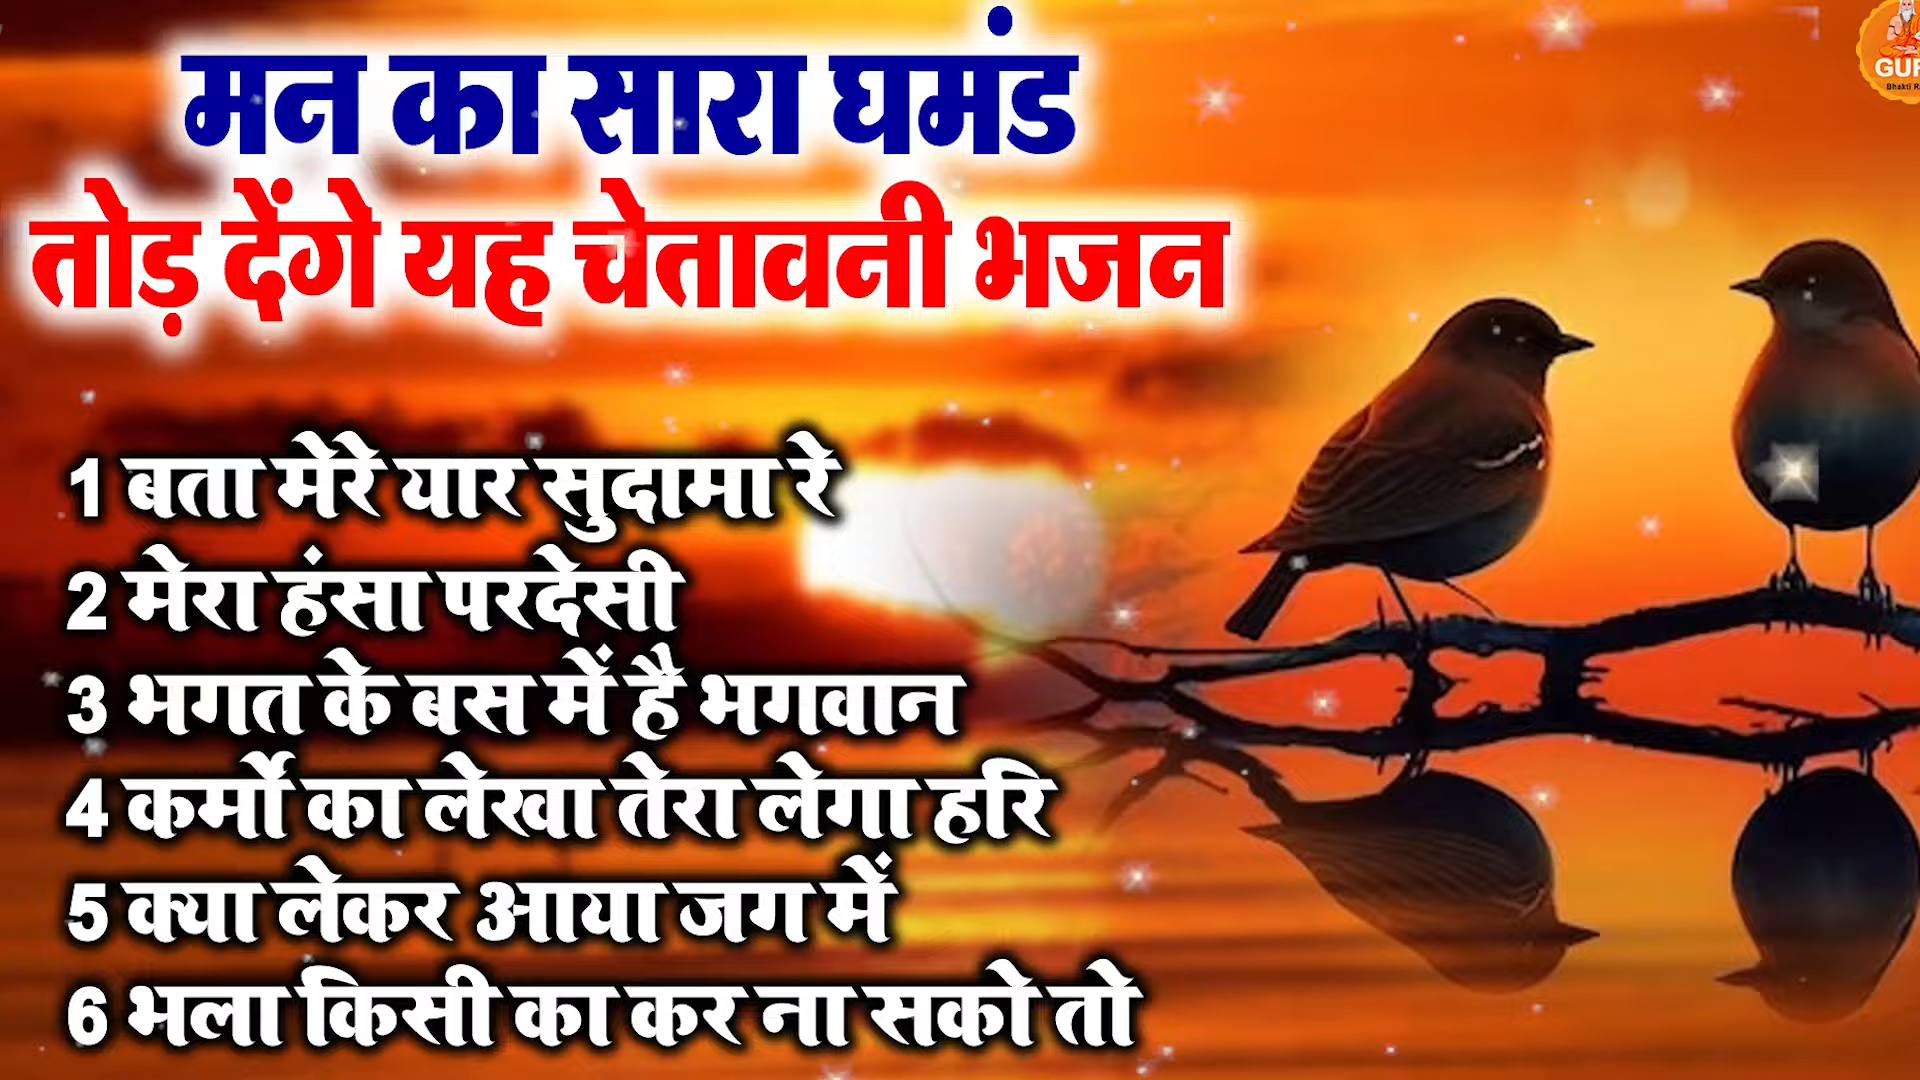 मन का सारा घमंड
तोड़ देंगे यह चेतावनी भजन
1 बता मेरे यार सुदामा रे
2 मेरा हंसा परदेसी
3 भगत के बस में है भगवान
4 कर्मो का लेखा तेरा लेगा हरि
5 क्या लेकर आया जग में
6 भला किसी का कर ना सको तो
Bhakti